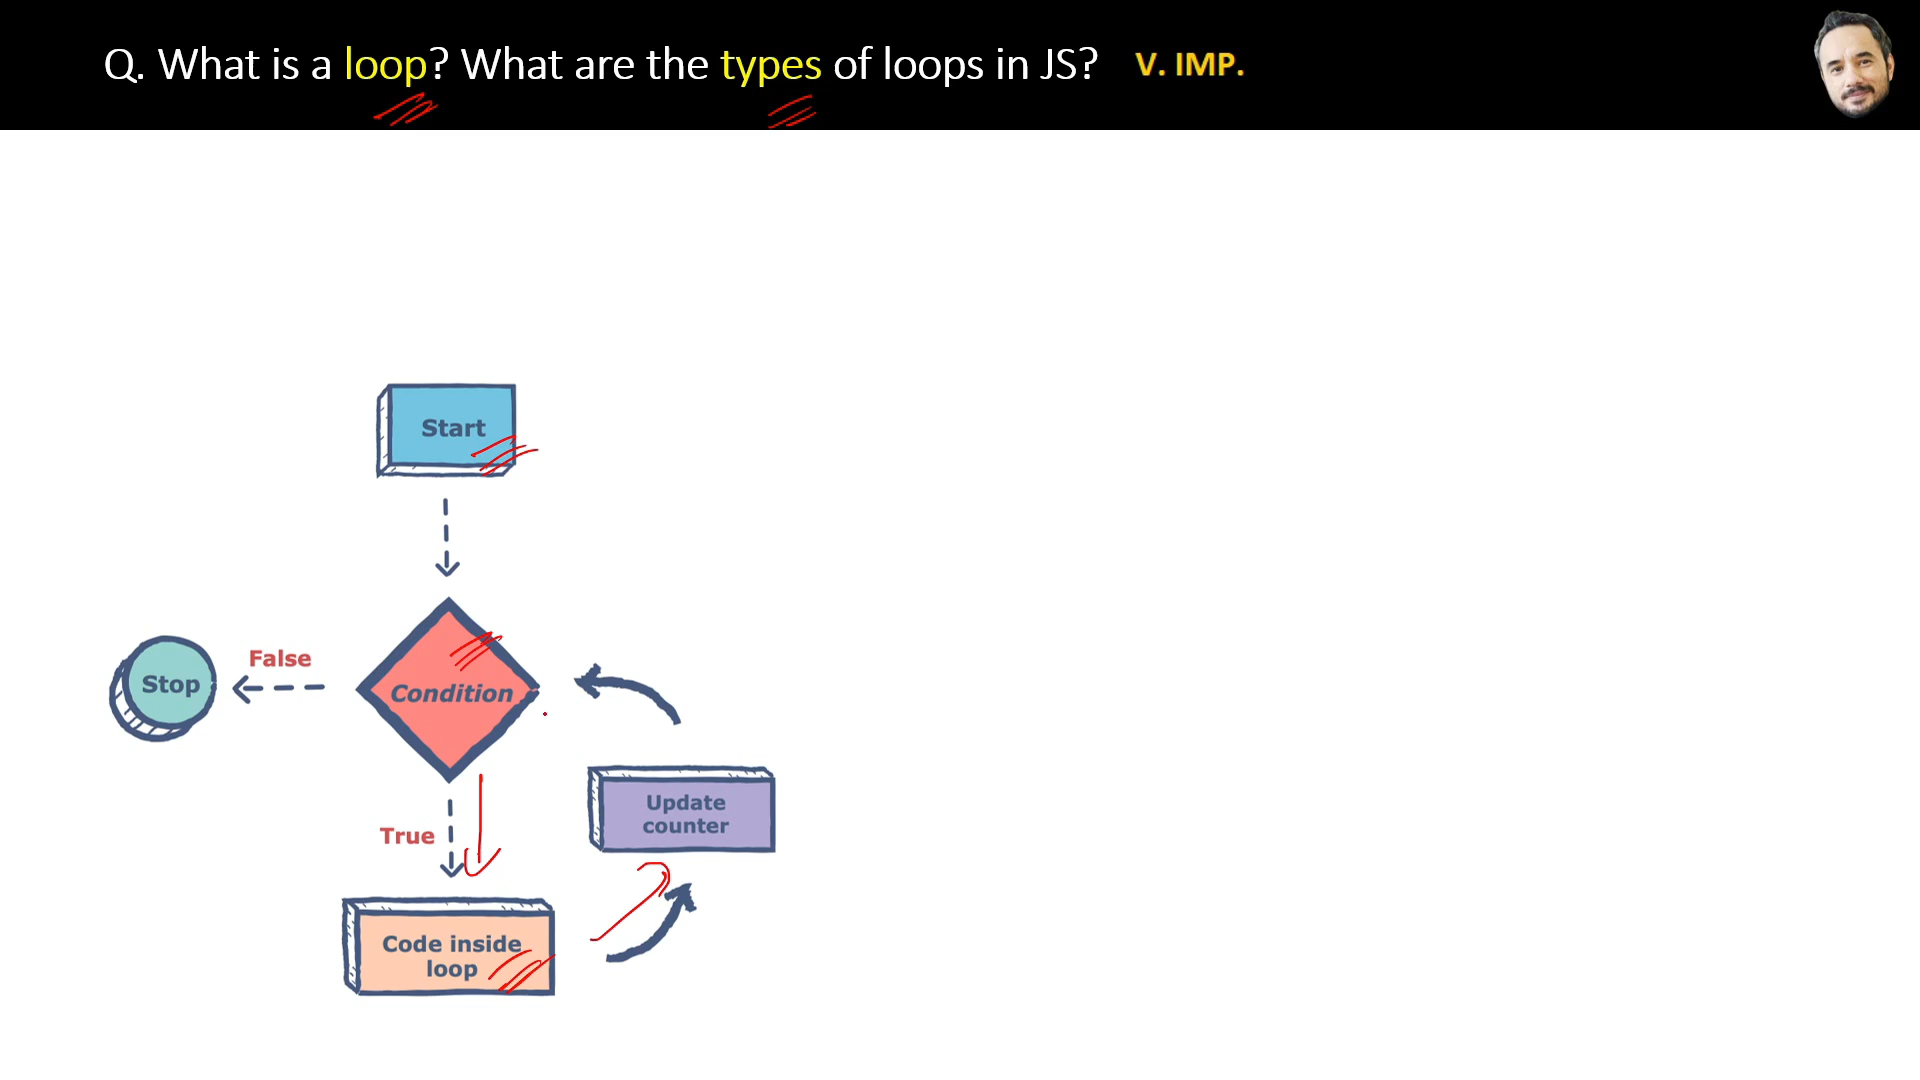 Q. What is a loop? What are the types of loops in JS? V. IMP.
Start
False
Stop
Condition
Update
counter
True
Code inside
loop